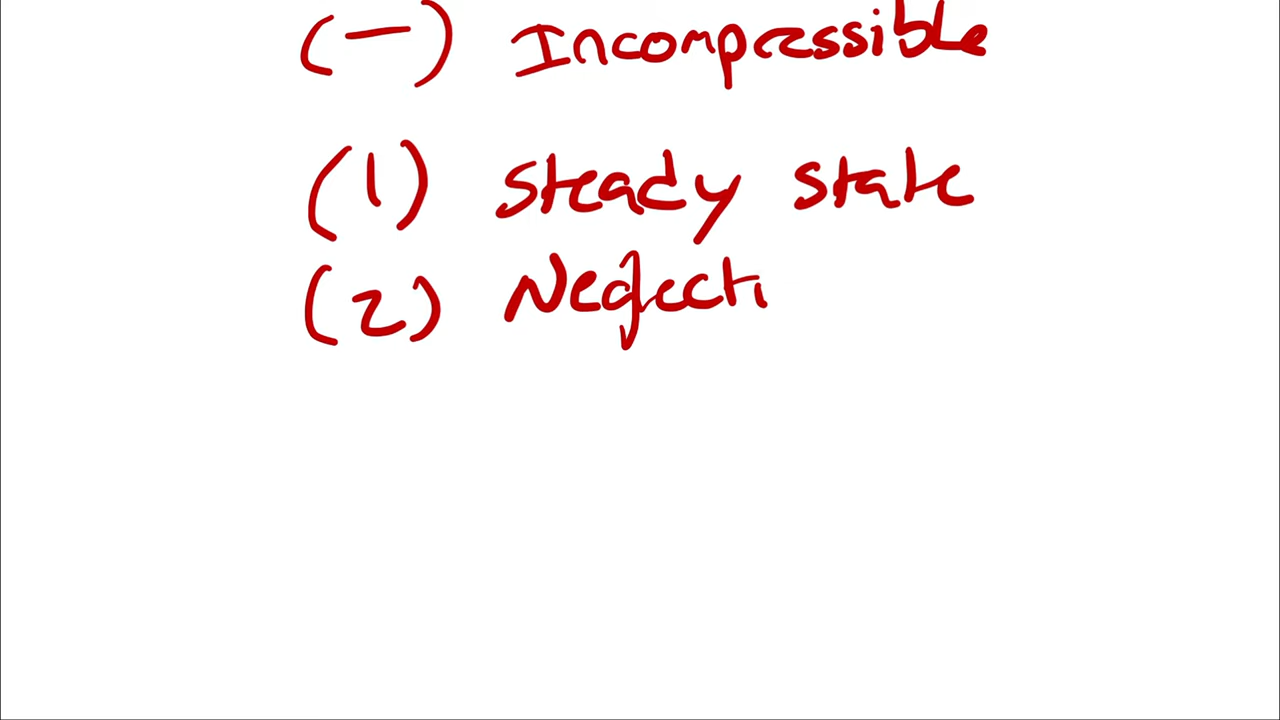 (—) Incompressible
(1) Steady state
(2) Neglecti